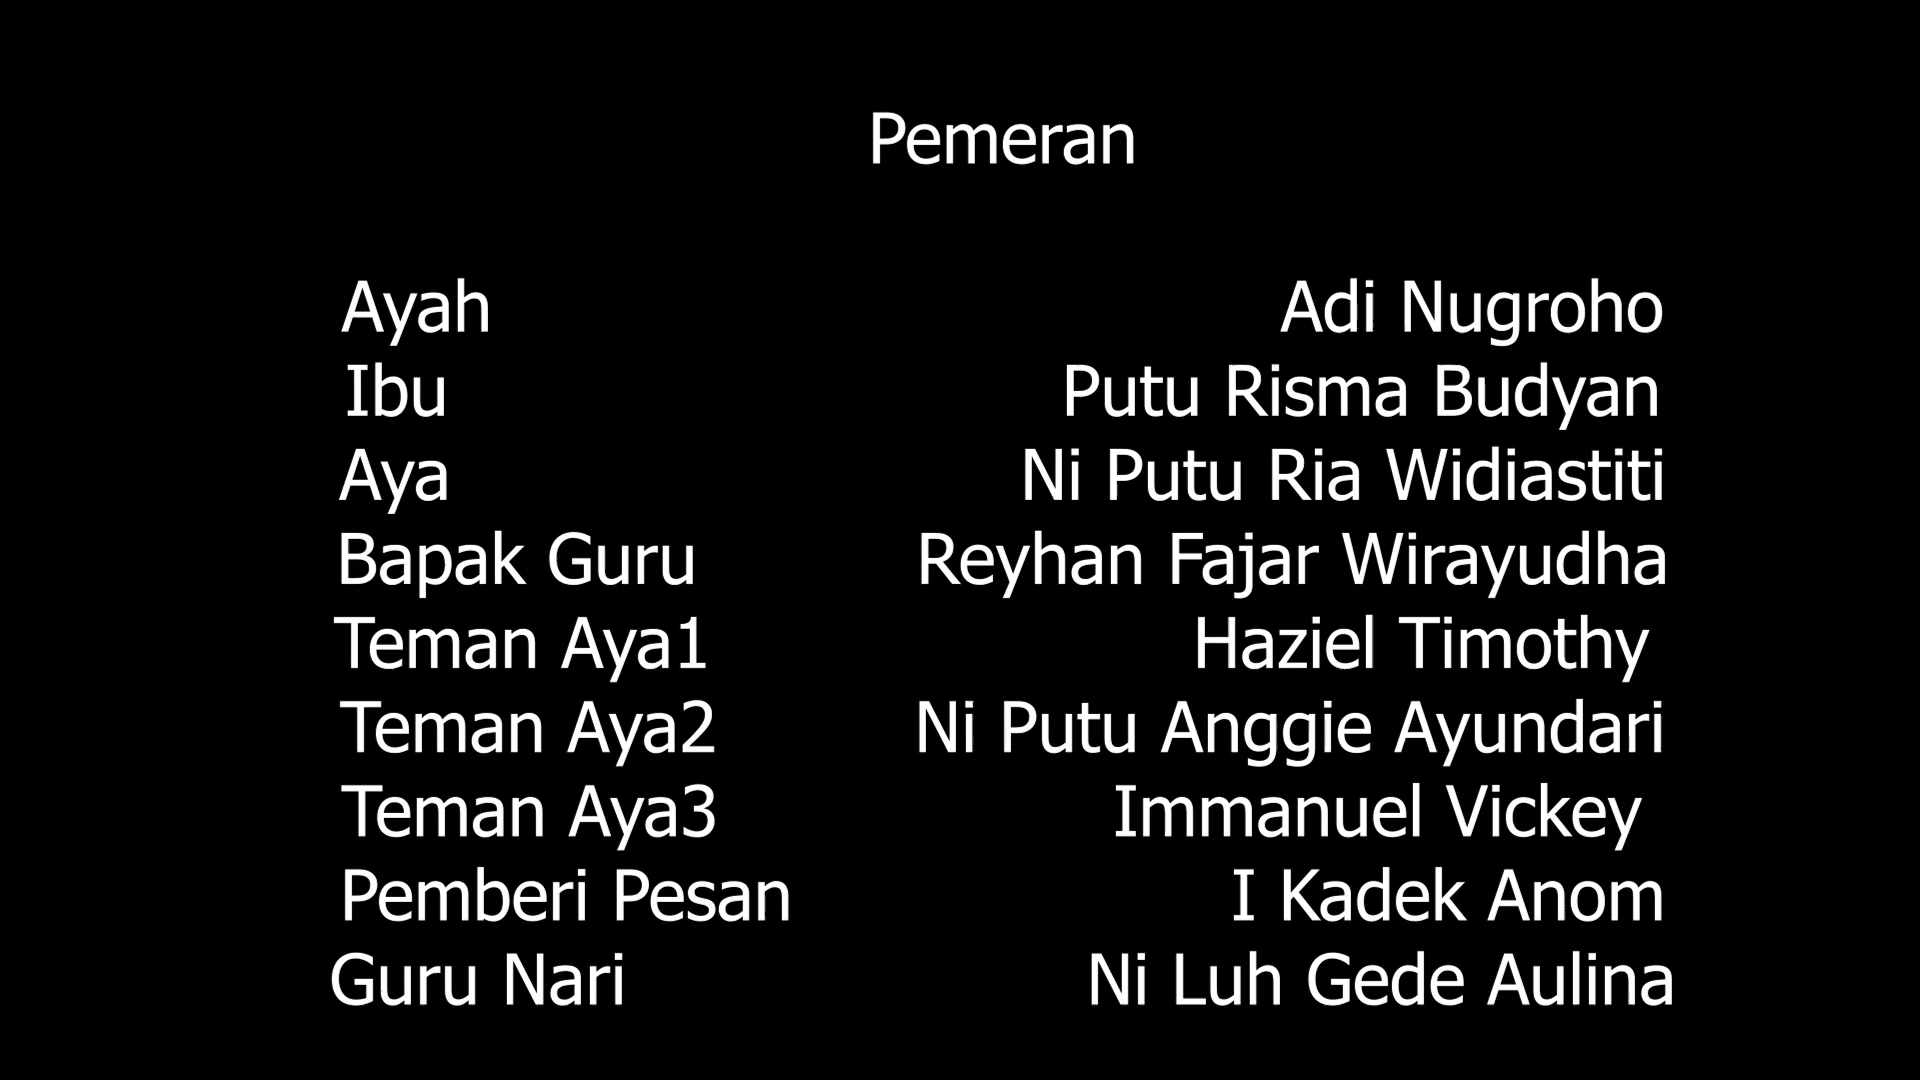 Pemeran
Ayah Adi Nugroho
Ibu Putu Risma Budyan
Aya Ni Putu Ria Widiastiti
Bapak Guru Reyhan Fajar Wirayudha
Teman Aya1 Haziel Timothy
Teman Aya2 Ni Putu Anggie Ayundari
Teman Aya3 Immanuel Vickey
Pemberi Pesan I Kadek Anom
Guru Nari Ni Luh Gede Aulina